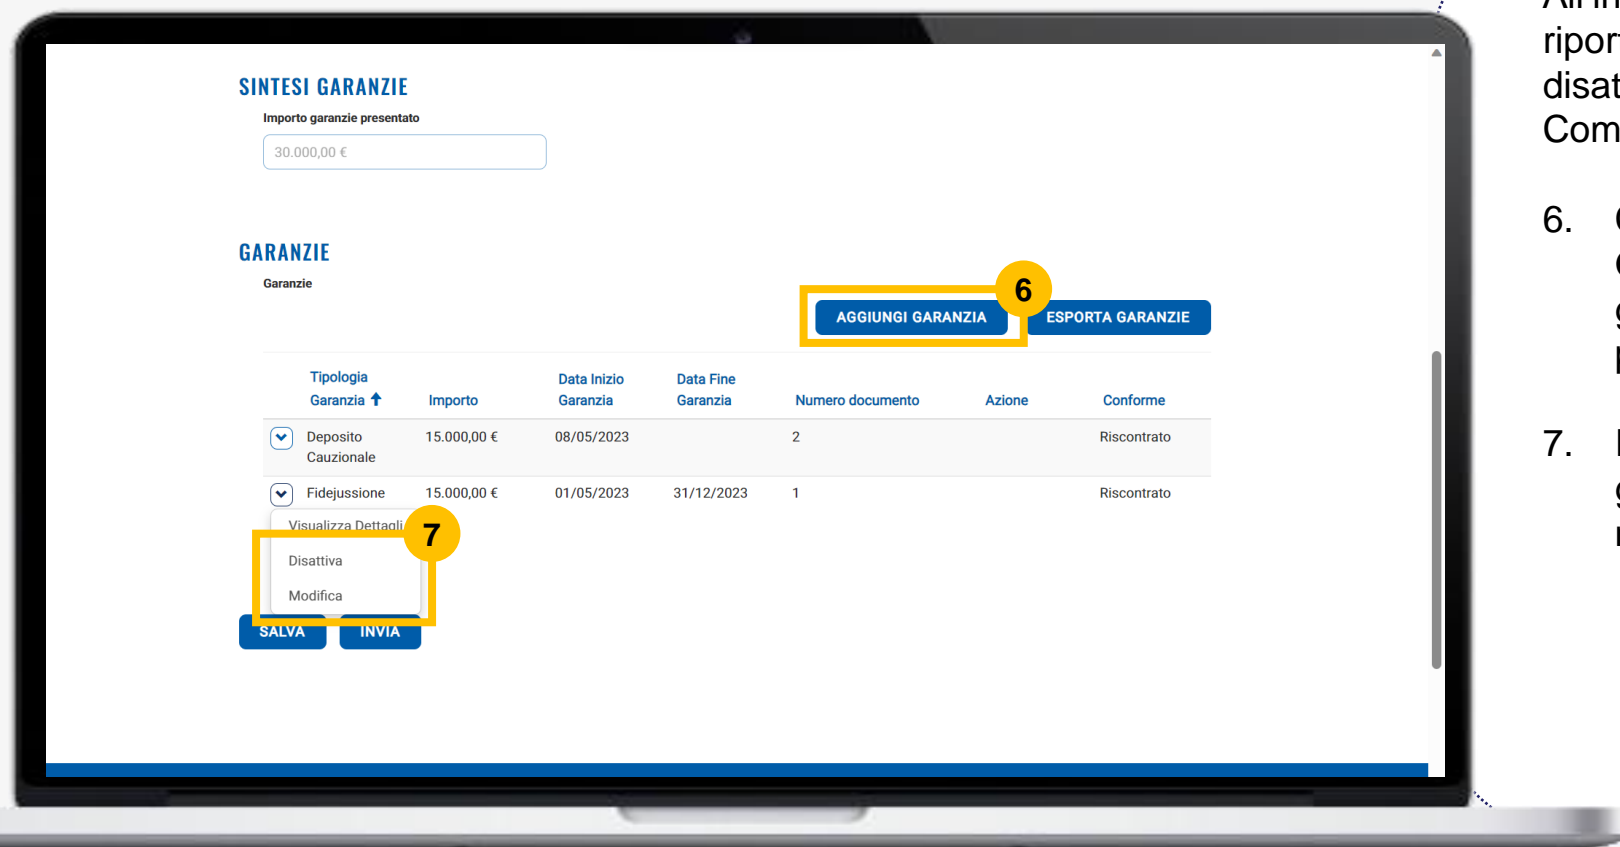 SINTESI GARANZIE
Importo garanzie presentato
30.000,00 €
GARANZIE
Garanzie
6
AGGIUNGI GARANZIA
ESPORTA GARANZIE
Tipologia Garanzia Importo Data Inizio Garanzia Data Fine Garanzia Numero documento Azione Conforme
Deposito Cauzionale 15.000,00 € 08/05/2023 2 Riscontrato
Fidejussione 15.000,00 € 01/05/2023 31/12/2023 1 Riscontrato
Visualizza Dettagli
7
Disattiva
Modifica
SALVA
INVIA
6.
7.